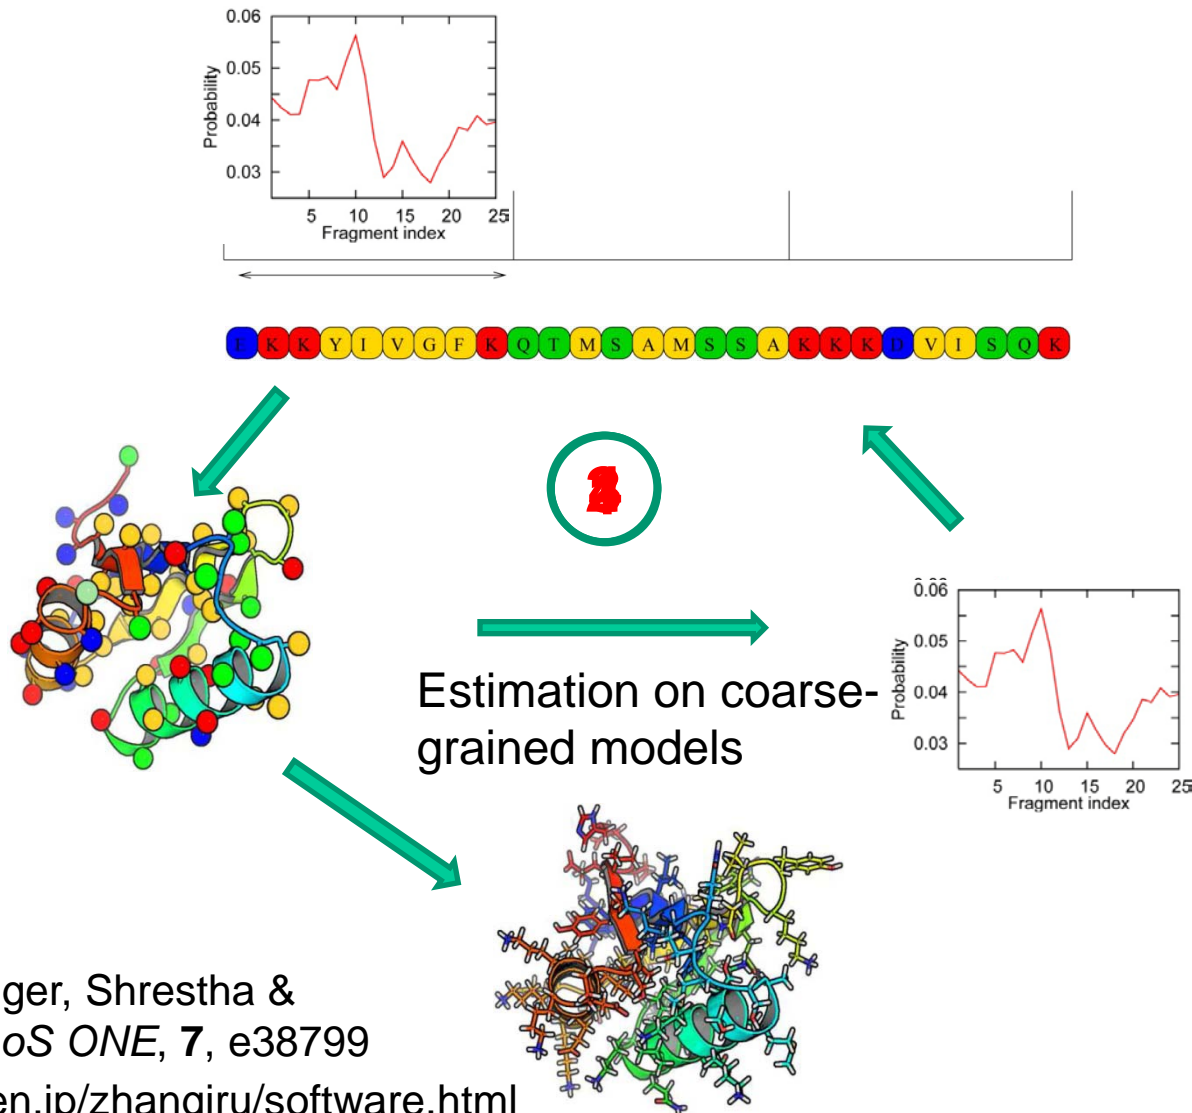 0.06
0.05
0.04
0.03
Probability
5 10 15 20 25
Fragment index
E K K Y I V G F K Q T M S A M S S A K K K D V I S Q K
Estimation on coarse-
grained models
0.06
0.05
0.04
0.03
Probability
5 10 15 20 25
Fragment index
ger, Shrestha &
oS ONE, 7, e38799
en.jp/zhangiru/software.html